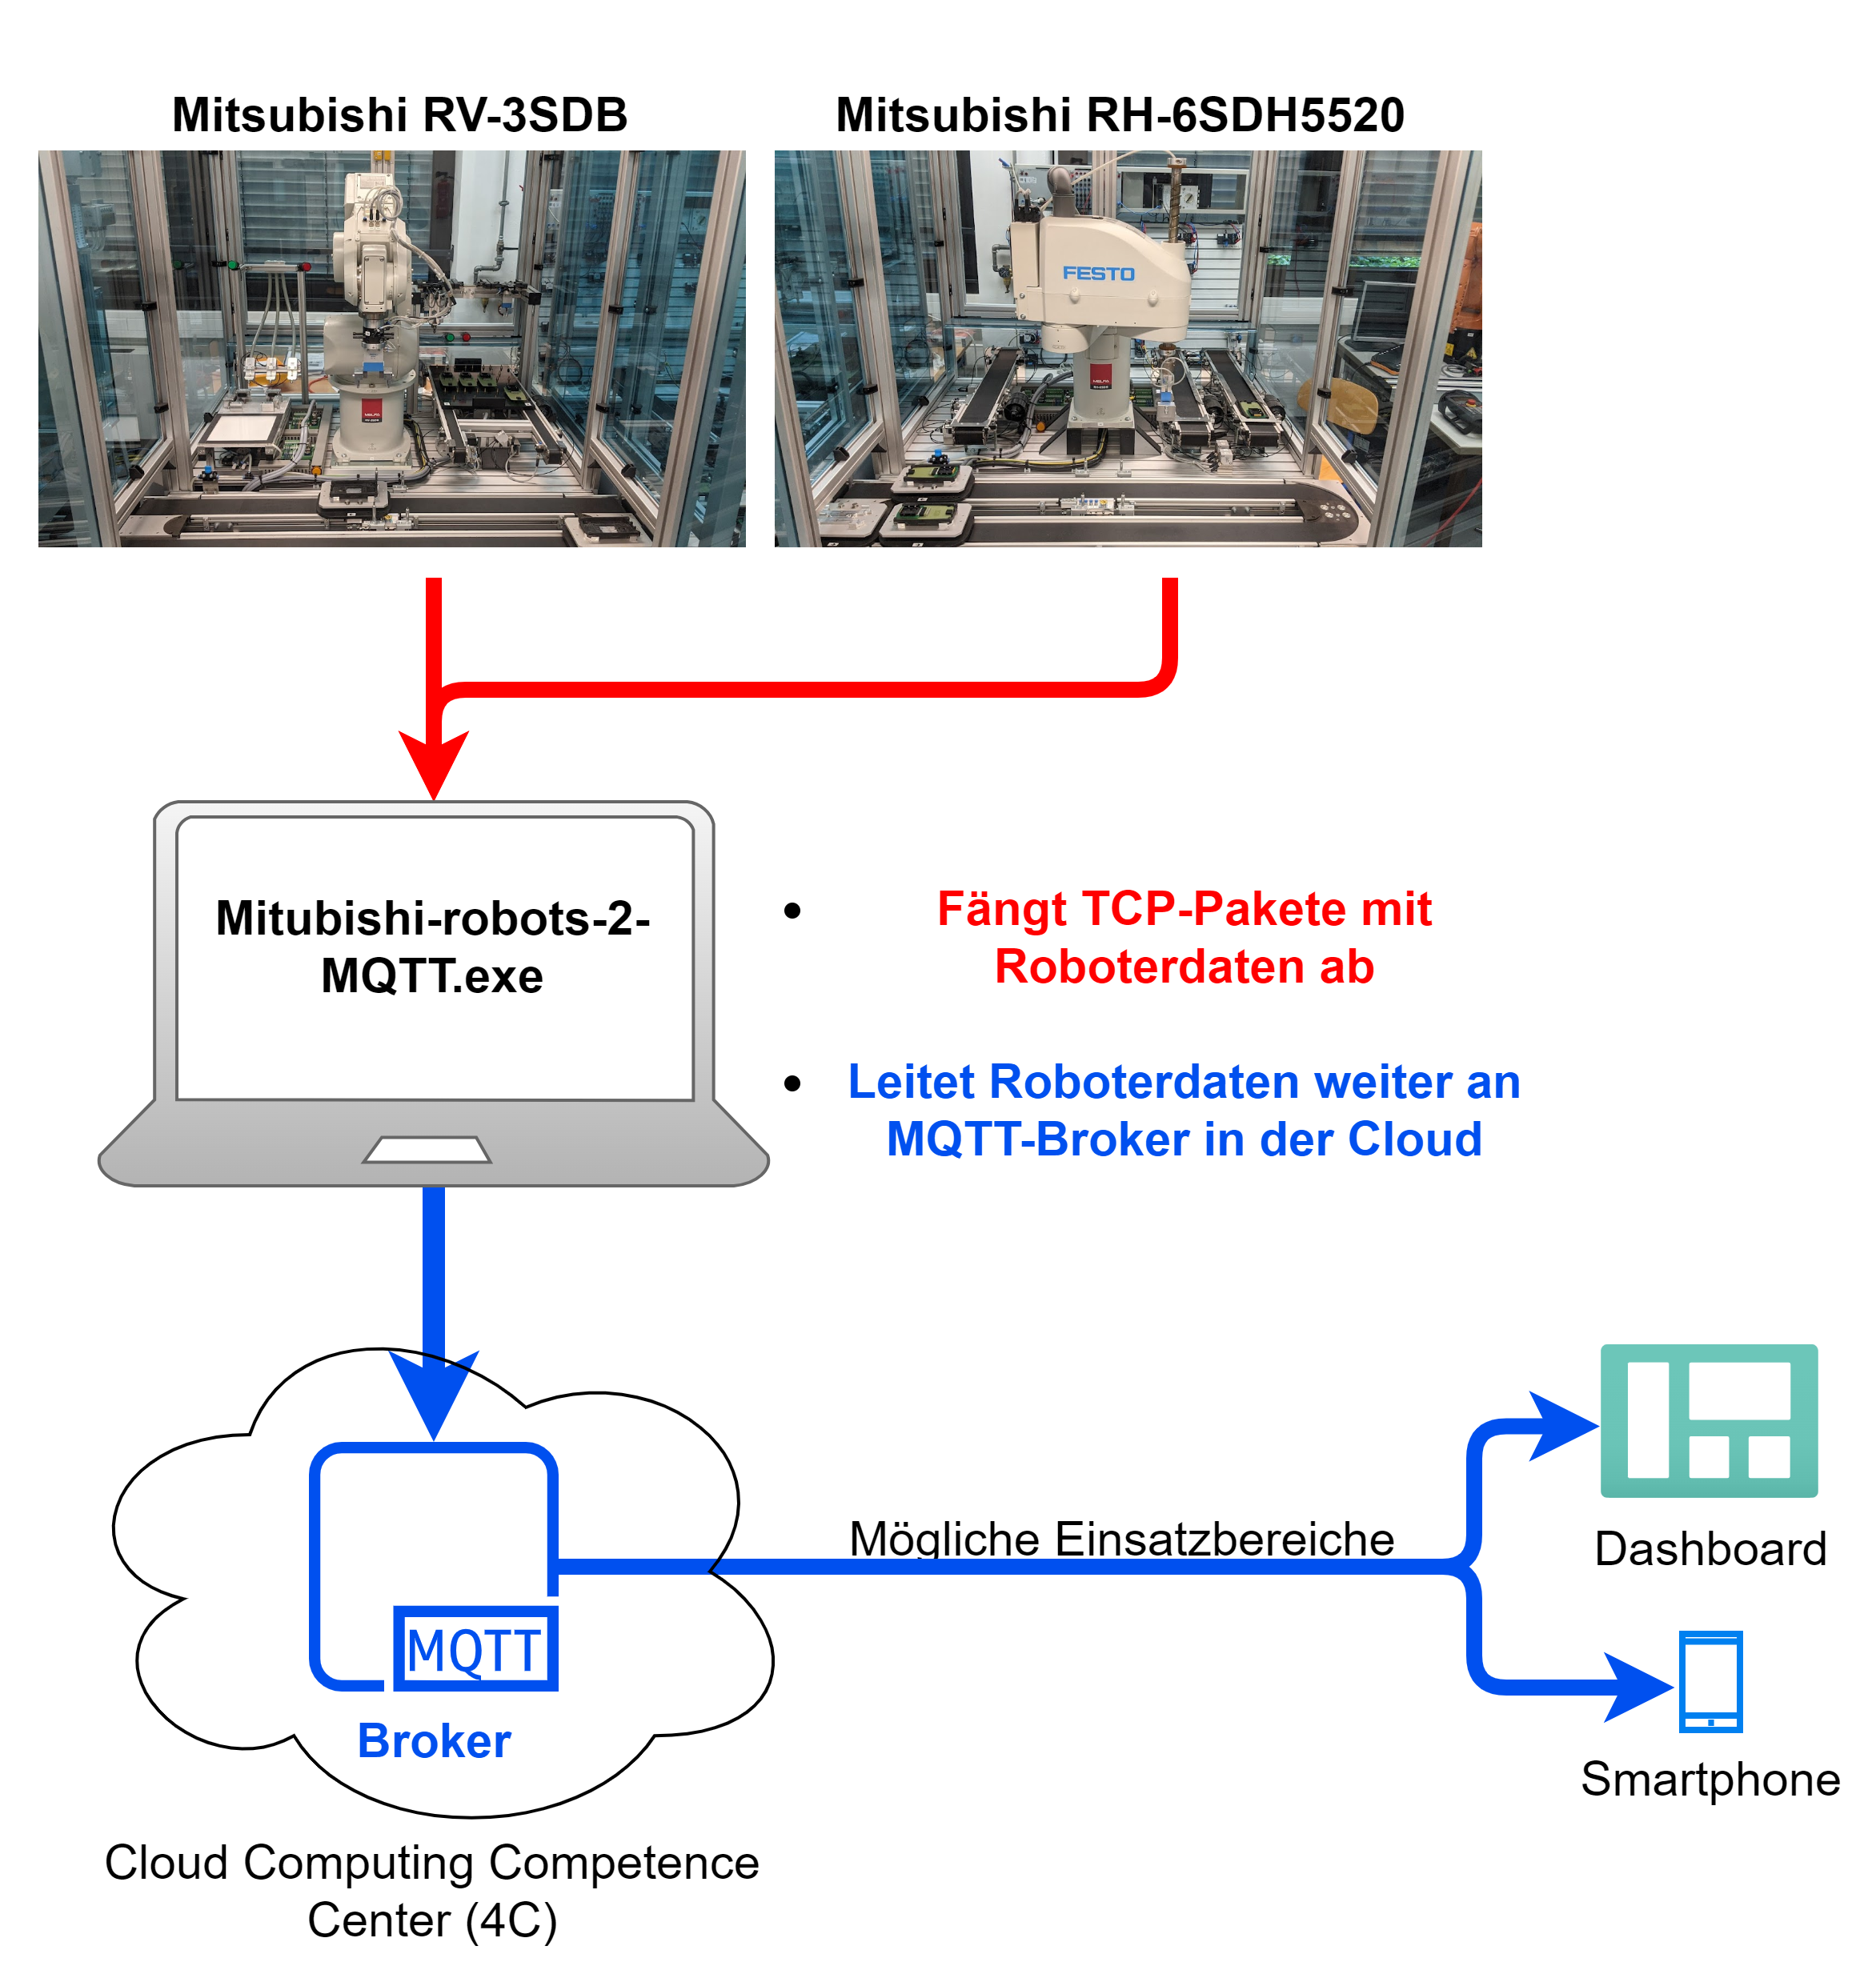 Mitsubishi RV-3SDB
Mitsubishi RH-6SDH5520
FESTO
Mitubishi-robots-2-
MQTT.exe
• Fängt TCP-Pakete mit
Roboterdaten ab
• Leitet Roboterdaten weiter an
MQTT-Broker in der Cloud
Mögliche Einsatzbereiche
Dashboard
MQTT
Broker
Smartphone
Cloud Computing Competence
Center (4C)